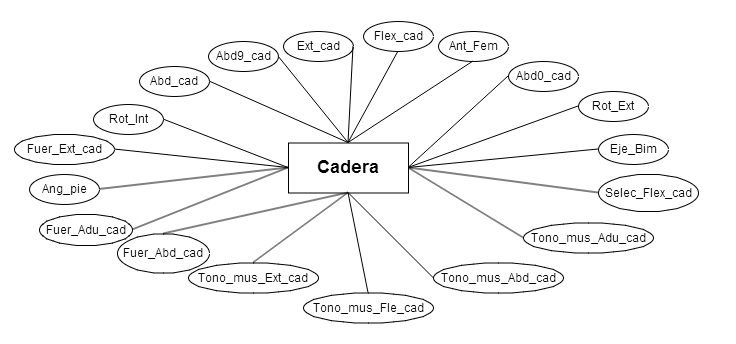 Flex_cad
Ext_cad
Ant_Fem
Abd9_cad
Abd_cad
Abd0_cad
Rot_Int
Rot_Ext
Fuer_Ext_cad
Eje_Bim
Cadera
Ang_pie
Selec_Flex_cad
Fuer_Adu_cad
Tono_mus_Adu_cad
Fuer_Abd_cad
Tono_mus_Ext_cad
Tono_mus_Abd_cad
Tono_mus_Fle_cad